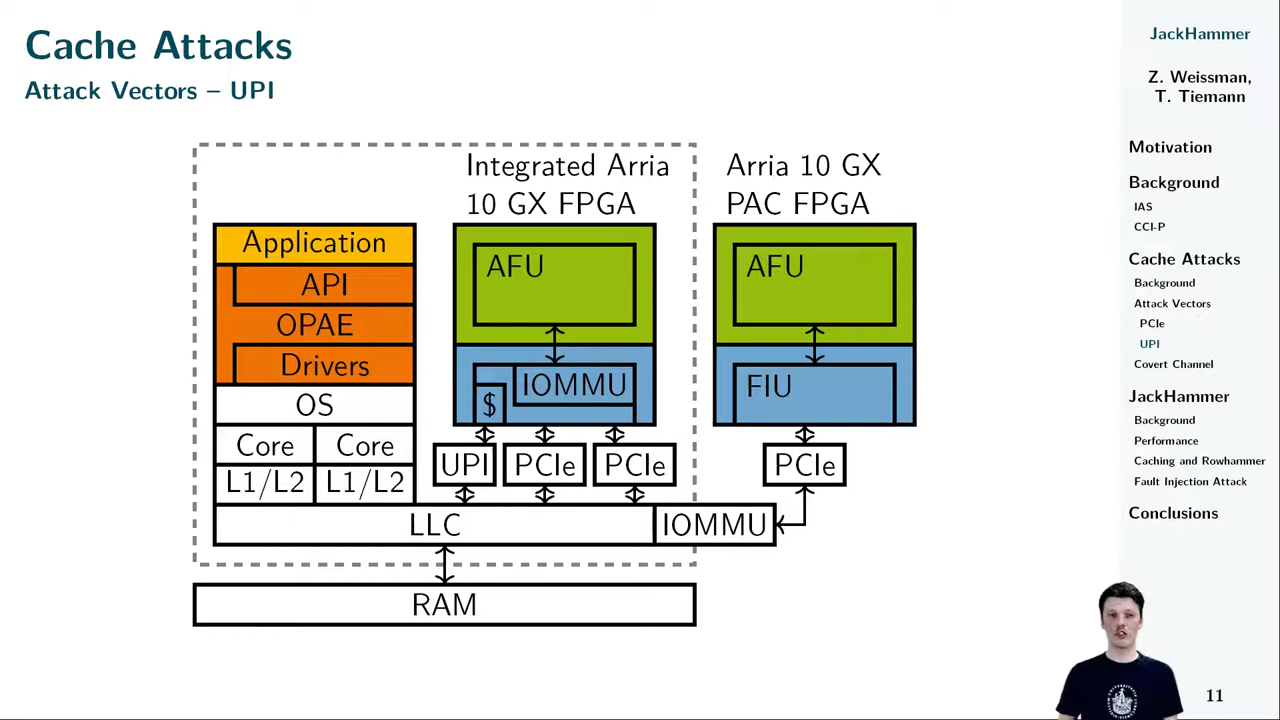 Cache Attacks
Attack Vectors – UPI
Integrated Arria
10 GX FPGA
Arria 10 GX
PAC FPGA
Application
API
OPAE
Drivers
OS
Core
Core
L1/L2
L1/L2
AFU
IOMMU
$
AFU
FIU
UPI
PCIe
PCIe
PCIe
LLC
IOMMU
RAM
JackHammer
Z. Weissman,
T. Tiemann
Motivation
Background
IAS
CCI-P
Cache Attacks
Background
Attack Vectors
PCIe
UPI
Covert Channel
JackHammer
Background
Performance
Caching and Rowhammer
Fault Injection Attack
Conclusions
11